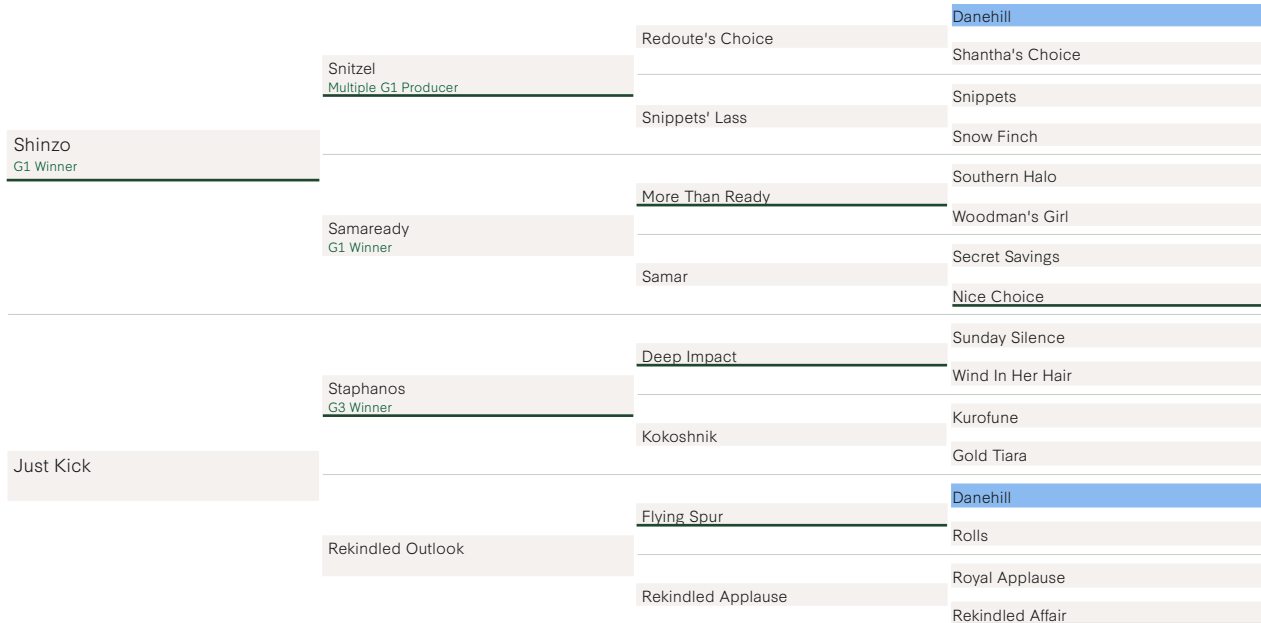 Danehill
Redoute's Choice
Shantha's Choice
Snitzel
Multiple G1 Producer
Snippets
Snippets' Lass
Snow Finch
Shinzo
G1 Winner
Southern Halo
More Than Ready
Woodman's Girl
Samaready
G1 Winner
Secret Savings
Samar
Nice Choice
Sunday Silence
Deep Impact
Wind In Her Hair
Staphanos
G3 Winner
Kurofune
Kokoshnik
Gold Tiara
Just Kick
Danehill
Flying Spur
Rolls
Rekindled Outlook
Royal Applause
Rekindled Applause
Rekindled Affair